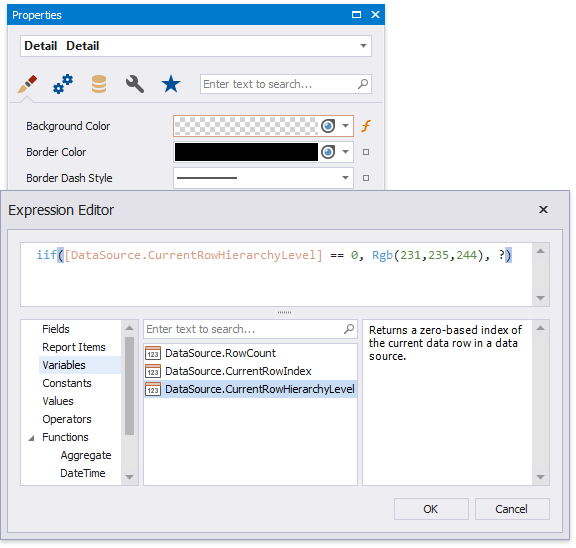 Properties
Detail Detail
Enter text to search...
Background Color
Border Color
Border Dash Style
Expression Editor
iif([DataSource.CurrentRowHierarchyLevel] == 0, Rgb(231,235,244), ?)
Fields
Report Items
Variables
Constants
Values
Operators
Functions
Aggregate
DateTime
Enter text to search...
123 DataSource.RowCount
123 DataSource.CurrentRowIndex
123 DataSource.CurrentRowHierarchyLevel
Returns a zero-based index of
the current data row in a data
source.
OK
Cancel